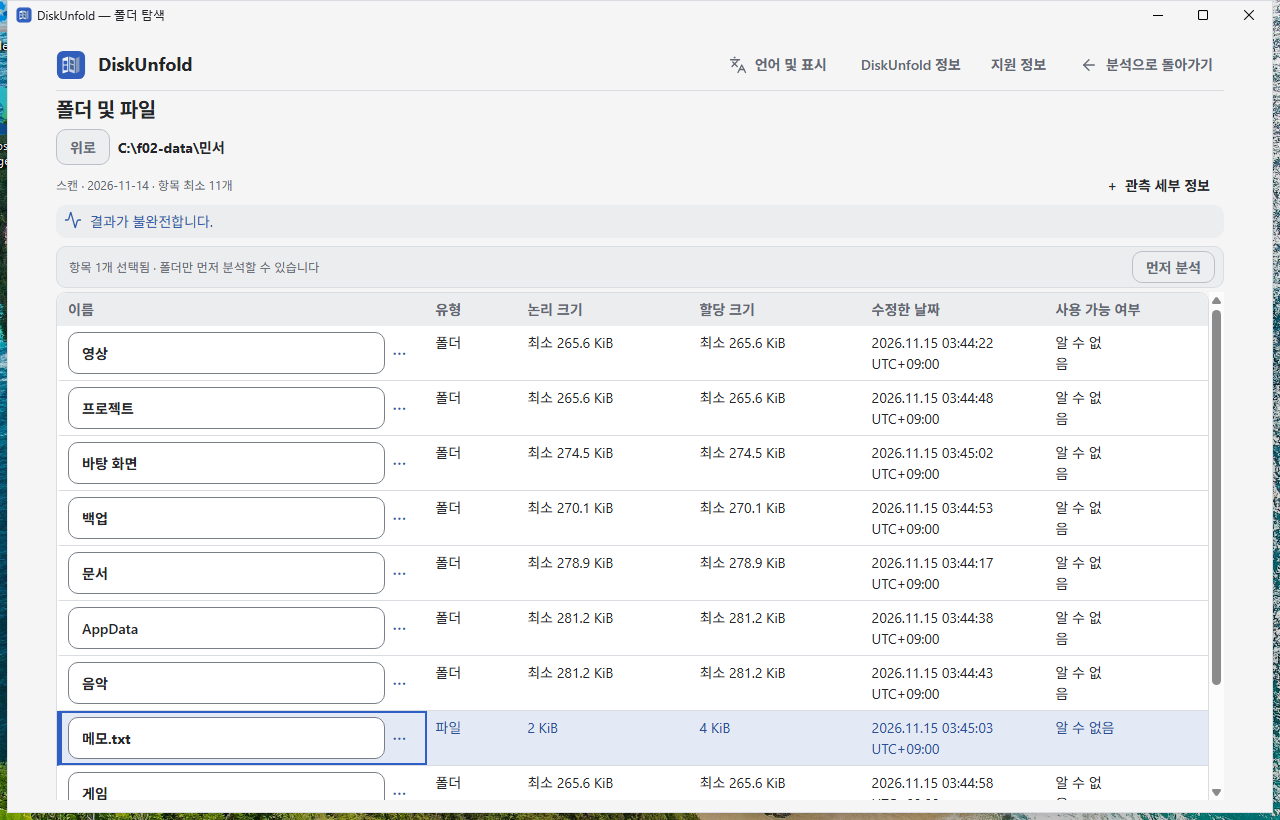 DiskUnfold — 폴더 탐색
DiskUnfold
언어 및 표시
DiskUnfold 정보
지원 정보
← 분석으로 돌아가기
폴더 및 파일
위로
C:\f02-data\민서
스캔 · 2026-11-14 · 항목 최소 11개
+ 관측 세부 정보
결과가 불완전합니다.
항목 1개 선택됨 · 폴더만 먼저 분석할 수 있습니다
먼저 분석
이름 유형 논리 크기 할당 크기 수정한 날짜 사용 가능 여부
영상 ... 폴더 최소 265.6 KiB 최소 265.6 KiB 2026.11.15 03:44:22 알 수 없
UTC+09:00 음
프로젝트 ... 폴더 최소 265.6 KiB 최소 265.6 KiB 2026.11.15 03:44:48 알 수 없
UTC+09:00 음
바탕 화면 ... 폴더 최소 274.5 KiB 최소 274.5 KiB 2026.11.15 03:45:02 알 수 없
UTC+09:00 음
백업 ... 폴더 최소 270.1 KiB 최소 270.1 KiB 2026.11.15 03:44:53 알 수 없
UTC+09:00 음
문서 ... 폴더 최소 278.9 KiB 최소 278.9 KiB 2026.11.15 03:44:17 알 수 없
UTC+09:00 음
AppData ... 폴더 최소 281.2 KiB 최소 281.2 KiB 2026.11.15 03:44:38 알 수 없
UTC+09:00 음
음악 ... 폴더 최소 281.2 KiB 최소 281.2 KiB 2026.11.15 03:44:43 알 수 없
UTC+09:00 음
메모.txt ... 파일 2 KiB 4 KiB 2026.11.15 03:45:03 알 수 없음
UTC+09:00
게임 ... 폴더 최소 265.6 KiB 최소 265.6 KiB 2026.11.15 03:44:58 알 수 없